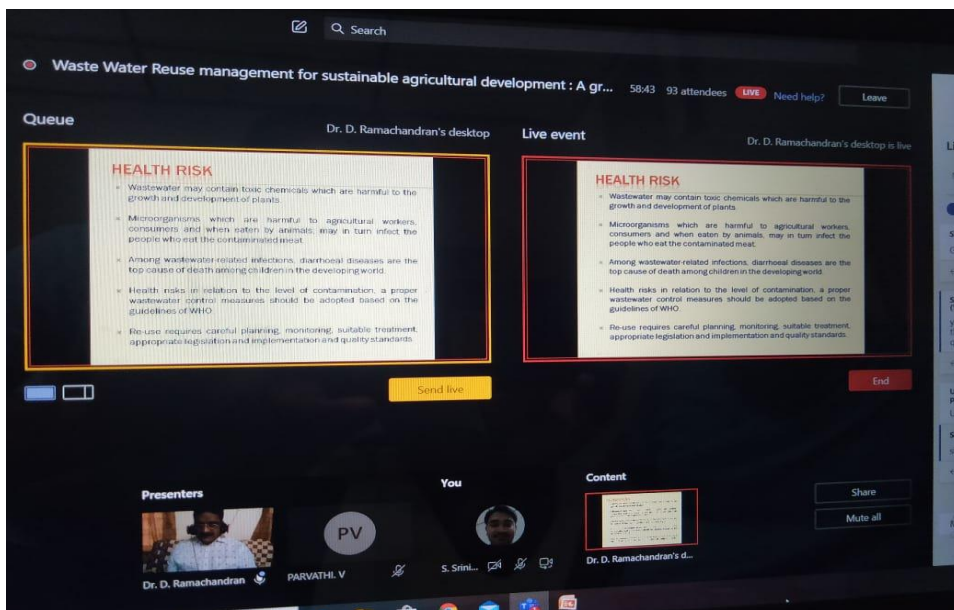 Search
Waste Water Reuse management for sustainable agricultural development : A gr...
58:43 93 attendees LIVE Need help? Leave
Queue
Dr. D. Ramachandran's desktop
HEALTH RISK
Wastewater may contain toxic chemicals which are harmful to the
growth and development of plants.
Microorganisms which are harmful to agricultural workers,
consumers and when eaten by animals, may in turn infect the
people who eat the contaminated meat.
Among wastewater-related infections, diarrhoeal diseases are the
top cause of death among children in the developing world.
Health risks in relation to the level of contamination, a proper
wastewater control measures should be adopted based on the
guidelines of WHO
Re-use requires careful planning, monitoring, suitable treatment,
appropriate legislation and implementation and quality standards.
Send live
Live event
Dr. D. Ramachandran's desktop is live
HEALTH RISK
Wastewater may contain toxic chemicals which are harmful to the
growth and development of plants.
Microorganisms which are harmful to agricultural workers,
consumers and when eaten by animals, may in turn infect the
people who eat the contaminated meat.
Among wastewater-related infections, diarrhoeal diseases are the
top cause of death among children in the developing world.
Health risks in relation to the level of contamination, a proper
wastewater control measures should be adopted based on the
guidelines of WHO
Re-use requires careful planning, monitoring, suitable treatment,
appropriate legislation and implementation and quality standards.
End
Presenters
Dr. D. Ramachandran
PV
PARVATHI. V
You
S. Srini...
Content
Dr. D. Ramachandran's d...
Share
Mute all